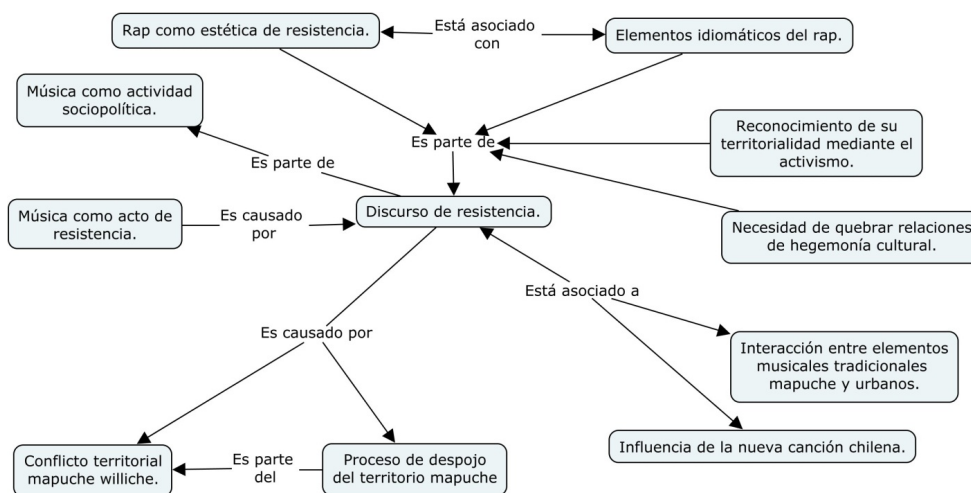 Rap como estética de resistencia.
Está asociado
con
Elementos idiomáticos del rap.
Música como actividad
sociopolítica.
Es parte de
Es parte de
Reconocimiento de su
territorialidad mediante el
activismo.
Música como acto de
resistencia.
Es causado
por
Discurso de resistencia.
Necesidad de quebrar relaciones
de hegemonía cultural.
Está asociado a
Es causado por
Interacción entre elementos
musicales tradicionales
mapuche y urbanos.
Influencia de la nueva canción chilena.
Conflicto territorial
mapuche williche.
Es parte
del
Proceso de despojo
del territorio mapuche